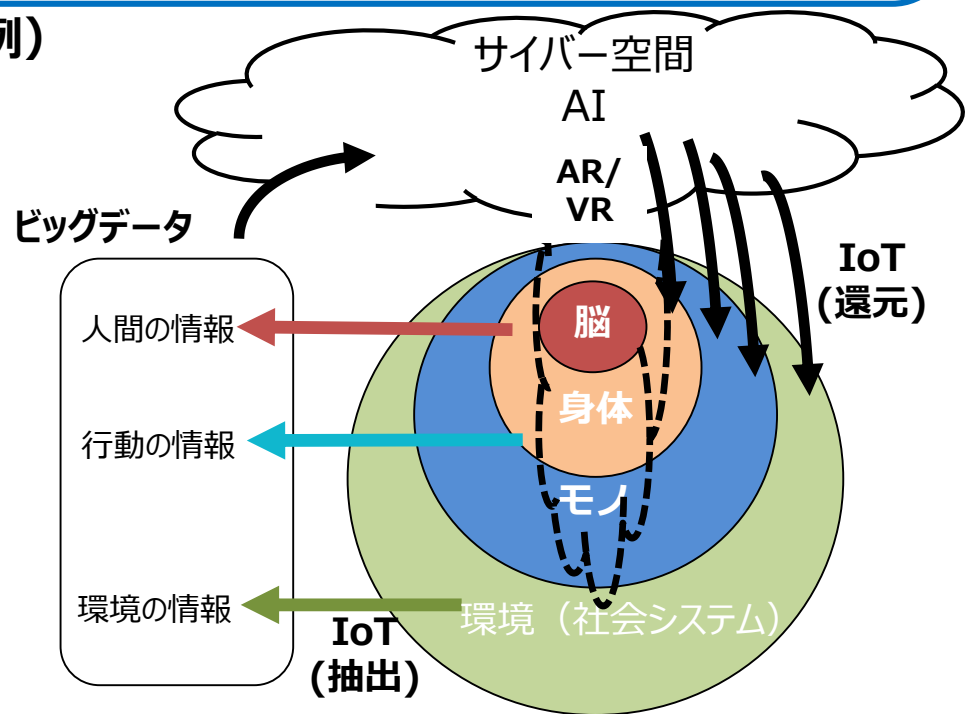 例)
サイバー空間
AI
AR/
VR
ビッグデータ
IoT
(還元)
人間の情報
脳
身体
行動の情報
モノ
環境の情報
環境（社会システム）
IoT
(抽出)